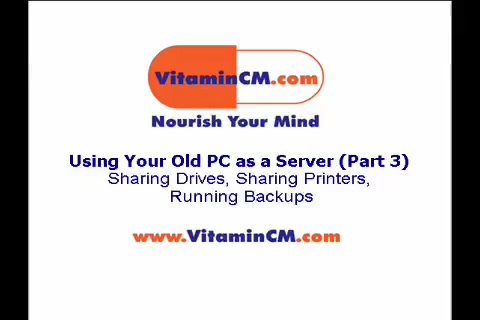 VitaminCM.com
Nourish Your Mind
Using Your Old PC as a Server (Part 3)
Sharing Drives, Sharing Printers,
Running Backups
www.VitaminCM.com